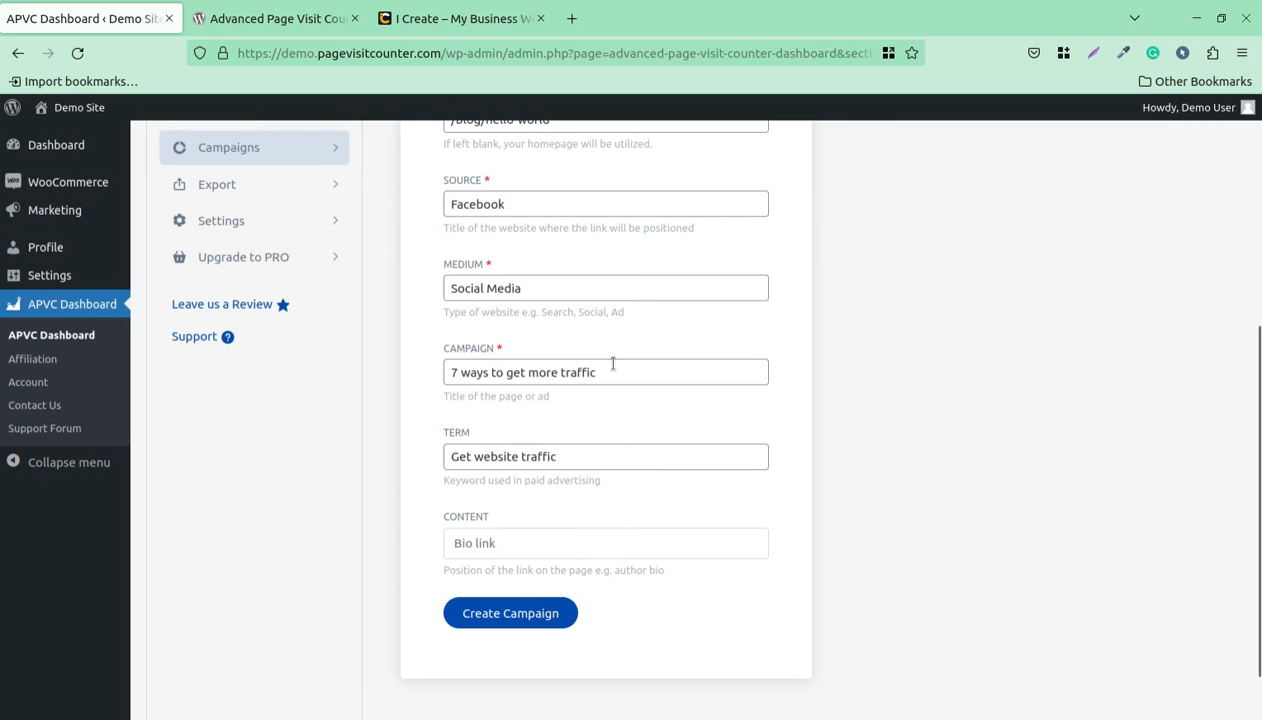 APVC Dashboard ‹ Demo Sit
Advanced Page Visit Cou
I Create – My Business W
https://demo.pagevisitcounter.com/wp-admin/admin.php?page=advanced-page-visit-counter-dashboard&secti
Import bookmarks…
Other Bookmarks
Demo Site
Howdy, Demo User
Dashboard
WooCommerce
Marketing
Profile
Settings
APVC Dashboard
APVC Dashboard
Affiliation
Account
Contact Us
Support Forum
Collapse menu
Campaigns
Export
Settings
Upgrade to PRO
Leave us a Review
Support
/blog/hello-world
If left blank, your homepage will be utilized.
SOURCE *
Facebook
Title of the website where the link will be positioned
MEDIUM *
Social Media
Type of website e.g. Search, Social, Ad
CAMPAIGN *
7 ways to get more traffic
Title of the page or ad
TERM
Get website traffic
Keyword used in paid advertising
CONTENT
Bio link
Position of the link on the page e.g. author bio
Create Campaign